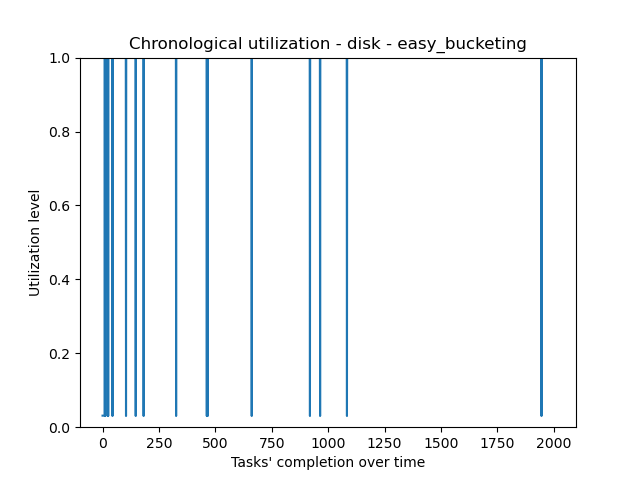 Chronological utilization - disk - easy_bucketing
1.0
0.8
0.6
0.4
0.2
0.0
Utilization level
0 250 500 750 1000 1250 1500 1750 2000
Tasks' completion over time